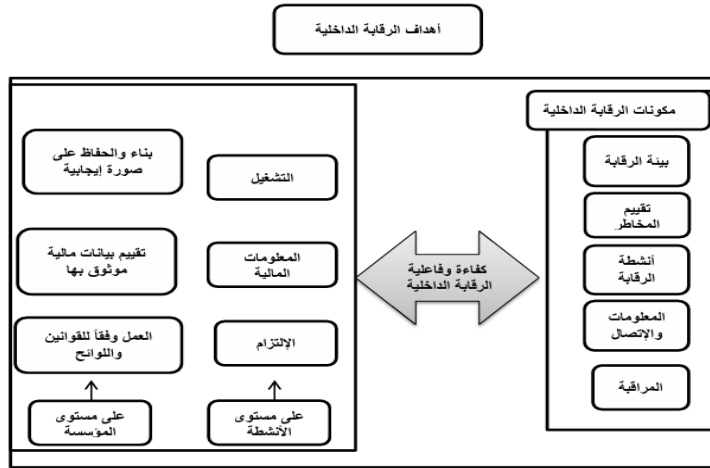 أهداف الرقابة الداخلية
مكونات الرقابة الداخلية
بيئة الرقابة
تقييم
المخاطر
أنشطة
الرقابة
المعلومات
والإتصال
المراقبة
كفاءة وفاعلية
الرقابة الداخلية
التشغيل
المعلومات
المالية
الإلتزام
على مستوى
الأنشطة
بناء والحفاظ على
صورة إيجابية
تقييم بيانات مالية
موثوق بها
العمل وفقاً للقوانين
واللوائح
على مستوى
المؤسسة